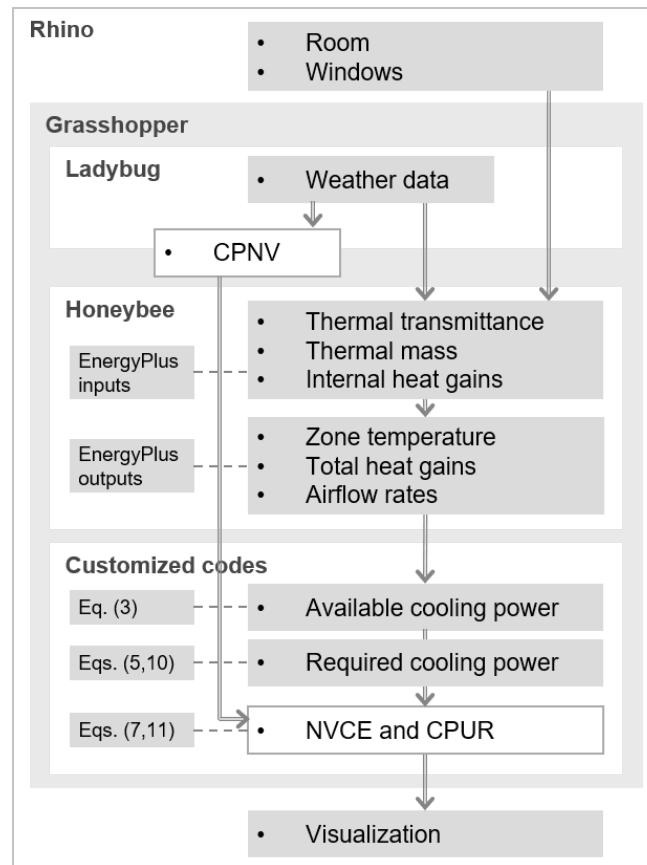 Rhino
• Room
• Windows
Grasshopper
Ladybug
• Weather data
• CPNV
Honeybee
• Thermal transmittance
• Thermal mass
• Internal heat gains
EnergyPlus
inputs
• Zone temperature
• Total heat gains
• Airflow rates
EnergyPlus
outputs
Customized codes
Eq. (3)
• Available cooling power
Eqs. (5,10)
• Required cooling power
Eqs. (7,11)
• NVCE and CPUR
• Visualization